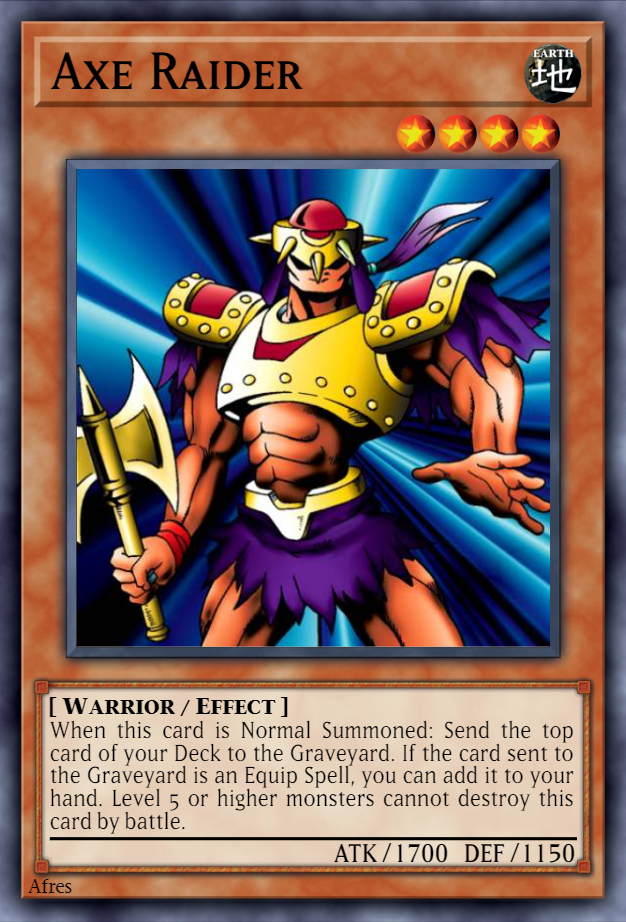 Axe Raider
EARTH
地
[ Warrior / Effect ]
When this card is Normal Summoned: Send the top
card of your Deck to the Graveyard. If the card sent to
the Graveyard is an Equip Spell, you can add it to your
hand. Level 5 or higher monsters cannot destroy this
card by battle.
ATK/1700 DEF/1150
Afres